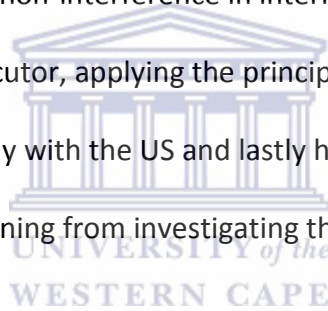 non-interference in intern
cutor, applying the princip
y with the US and lastly h
ning from investigating th
UNIVERSITY of the
WESTERN CAPE